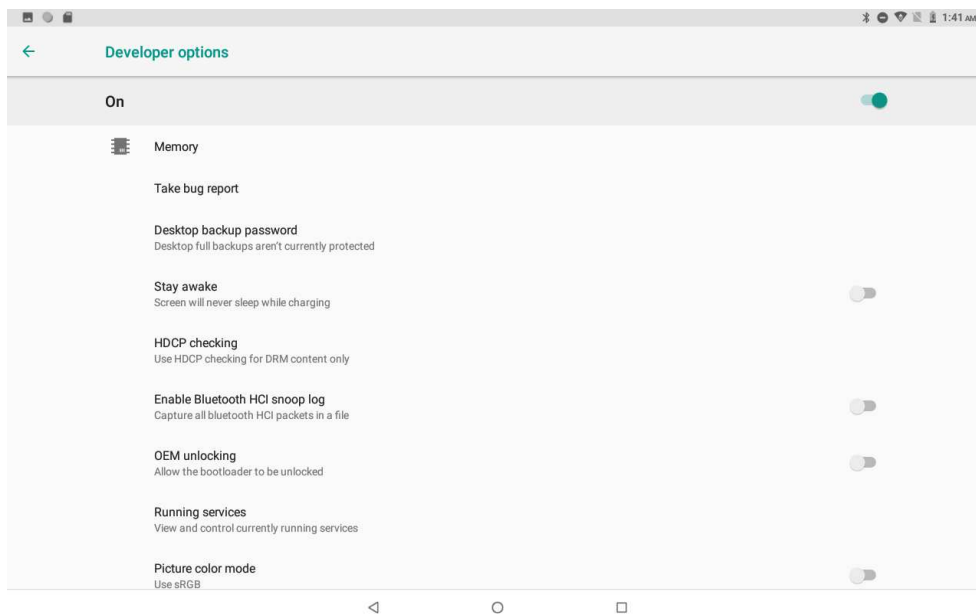 1:41 AM
Developer options
On
Memory
Take bug report
Desktop backup password
Desktop full backups aren't currently protected
Stay awake
Screen will never sleep while charging
HDCP checking
Use HDCP checking for DRM content only
Enable Bluetooth HCI snoop log
Capture all bluetooth HCI packets in a file
OEM unlocking
Allow the bootloader to be unlocked
Running services
View and control currently running services
Picture color mode
Use sRGB